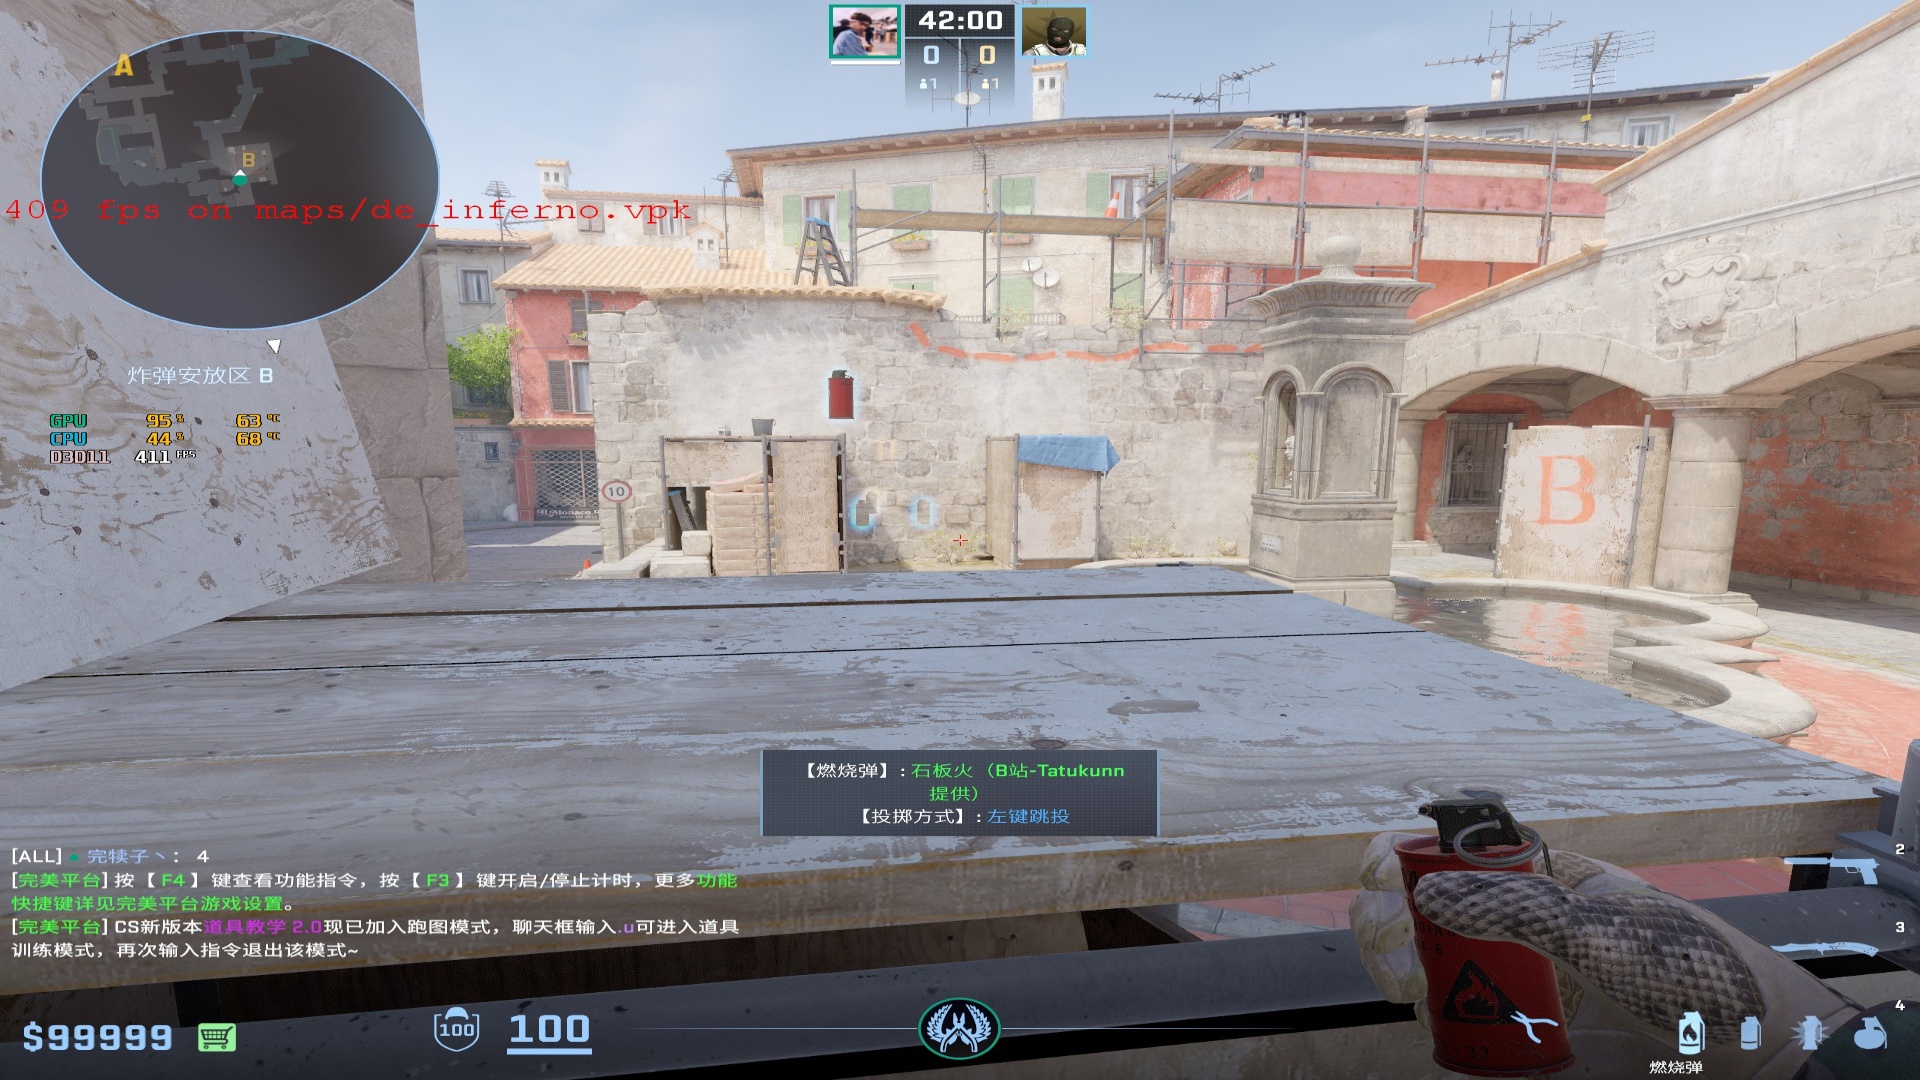 42:00
0 0
1 1
A
B
409 fps on maps/de_inferno.vpk
炸弹安放区 B
GPU 95 % 63 °C
CPU 44 % 68 °C
D3D11 411 FPS
10
B
【燃烧弹】:石板火（B站-Tatukunn
提供）
【投掷方式】:左键跳投
[ALL] ● 完犊子丶: 4
[完美平台] 按【 F4 】键查看功能指令，按【 F3 】键开启/停止计时，更多功能
快捷键详见完美平台游戏设置。
[完美平台] CS新版本道具教学 2.0现已加入跑图模式，聊天框输入.u可进入道具
训练模式，再次输入指令退出该模式~
2
3
4
$99999
100
100
燃烧弹